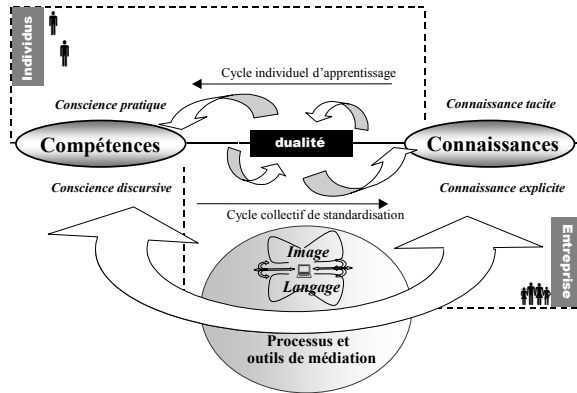 Individus
Cycle individuel d'apprentissage
Conscience pratique
Connaissance tacite
Compétences
dualité
Connaissances
Conscience discursive
Connaissance explicite
Cycle collectif de standardisation
Image
Langage
Entreprise
Processus et
outils de médiation